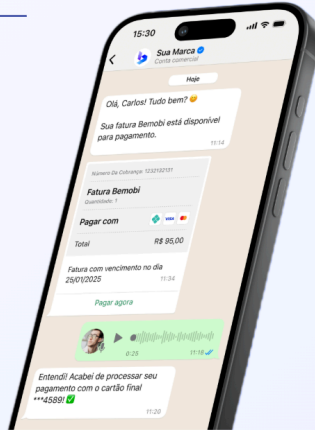 15:30
Sua Marca
Conta comercial
Hoje
Olá, Carlos! Tudo bem? 😀
Sua fatura Bemobi está disponível
para pagamento.
11:14
Número Da Cobrança: 1232132131
Fatura Bemobi
Quantidade: 1
Pagar com
VISA
Total
R$ 95,00
Fatura com vencimento no dia
25/01/2025
11:34
Pagar agora
0:25
11:19
Entendi! Acabei de processar seu
pagamento com o cartão final
***4589! ✅
11:20